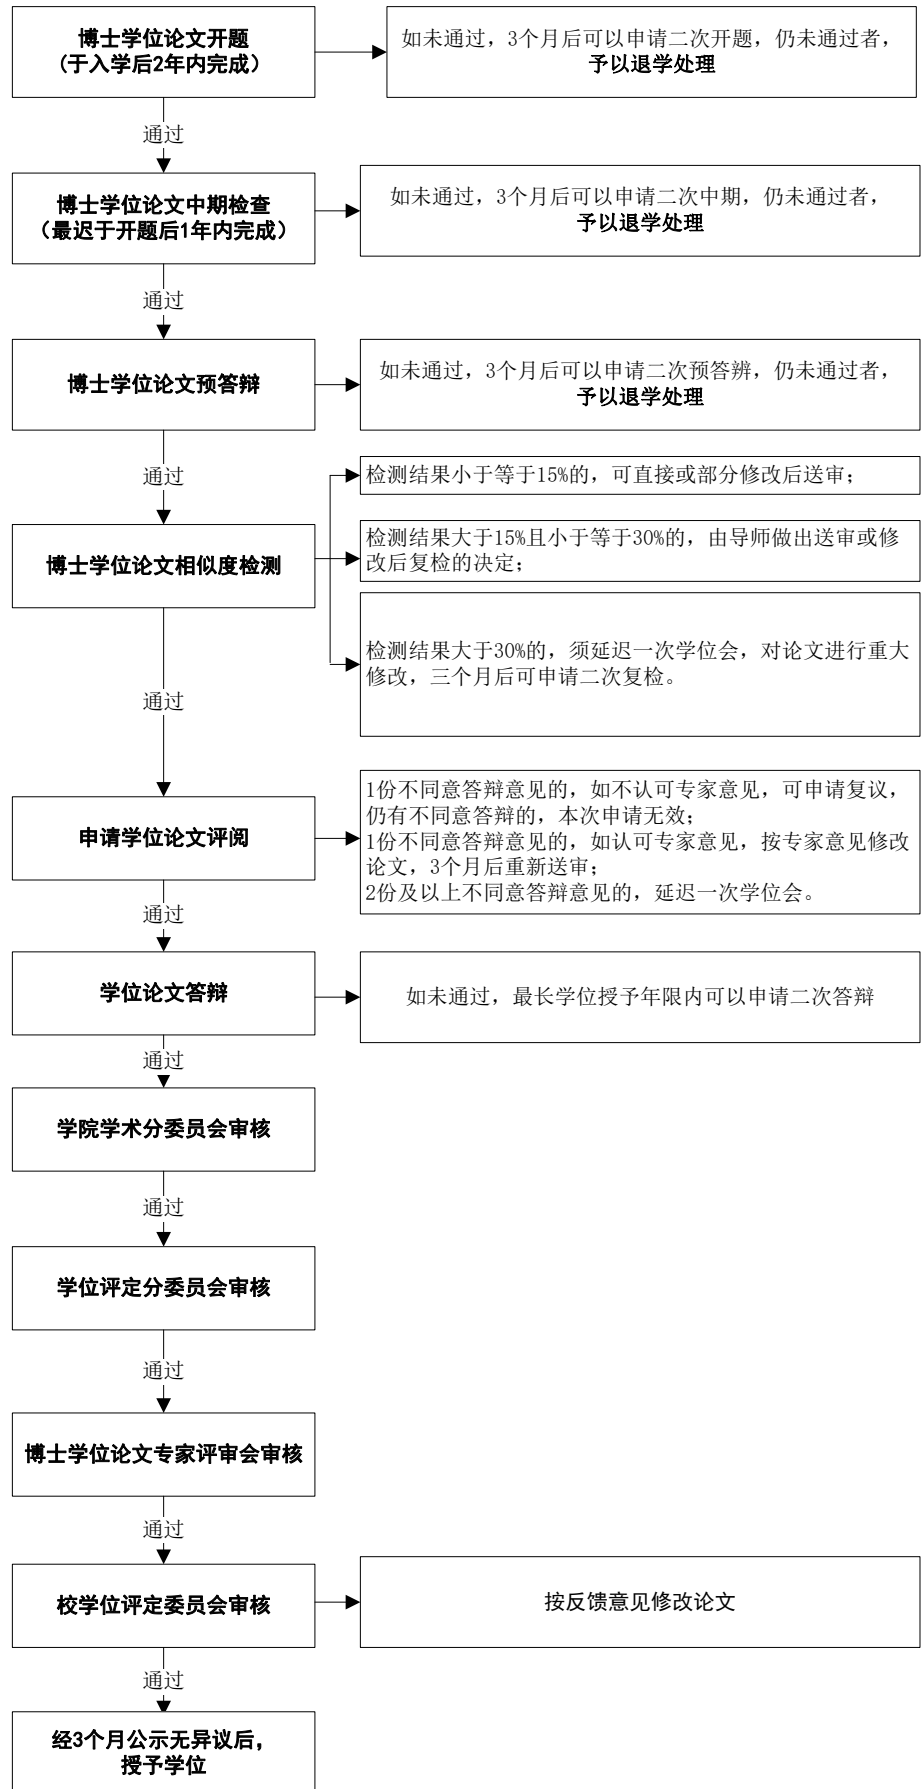 博士学位论文开题
(于入学后2年内完成）
如未通过，3个月后可以申请二次开题，仍未通过者，
予以退学处理
通过
博士学位论文中期检查
（最迟于开题后1年内完成）
如未通过，3个月后可以申请二次中期，仍未通过者，
予以退学处理
通过
博士学位论文预答辩
如未通过，3个月后可以申请二次预答辨，仍未通过者，
予以退学处理
通过
检测结果小于等于15%的，可直接或部分修改后送审；
博士学位论文相似度检测
检测结果大于15%且小于等于30%的，由导师做出送审或修
改后复检的决定；
检测结果大于30%的，须延迟一次学位会，对论文进行重大
修改，三个月后可申请二次复检。
通过
申请学位论文评阅
1份不同意答辩意见的，如不认可专家意见，可申请复议，
仍有不同意答辩的，本次申请无效；
1份不同意答辩意见的，如认可专家意见，按专家意见修改
论文，3个月后重新送审；
2份及以上不同意答辩意见的，延迟一次学位会。
通过
学位论文答辩
如未通过，最长学位授予年限内可以申请二次答辩
通过
学院学术分委员会审核
通过
学位评定分委员会审核
通过
博士学位论文专家评审会审核
通过
校学位评定委员会审核
按反馈意见修改论文
通过
经3个月公示无异议后，
授予学位